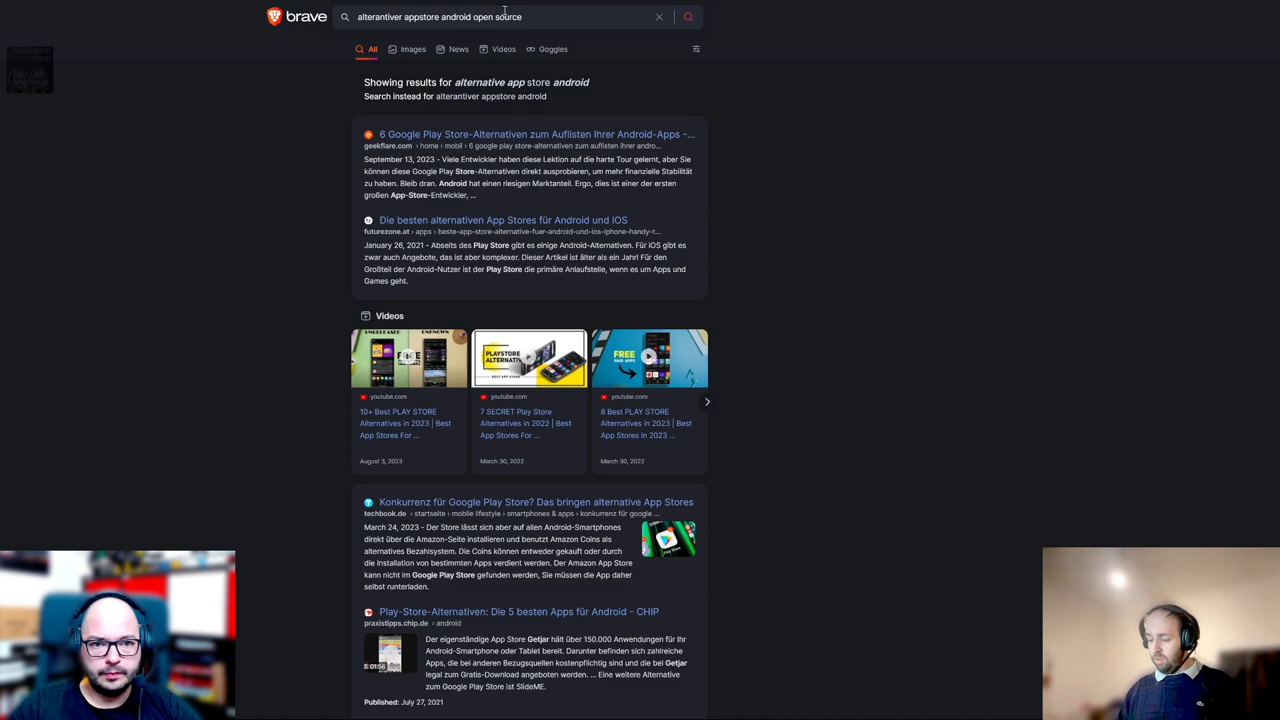 brave
alterantiver appstore android open source
All
Images
News
Videos
Goggles
Showing results for alternative app store android
Search instead for alterantiver appstore android
6 Google Play Store-Alternativen zum Auflisten Ihrer Android-Apps -...
geekflare.com › home › mobil › 6 google play store-alternativen zum auflisten ihrer andro...
September 13, 2023 - Viele Entwickler haben diese Lektion auf die harte Tour gelernt, aber Sie
können diese Google Play Store-Alternativen direkt ausprobieren, um mehr finanzielle Stabilität
zu haben. Bleib dran. Android hat einen riesigen Marktanteil. Ergo, dies ist einer der ersten
großen App-Store-Entwickler, ...
Die besten alternativen App Stores für Android und iOS
futurezone.at › apps › beste-app-store-alternative-fuer-android-und-ios-iphone-handy-t...
January 26, 2021 - Abseits des Play Store gibt es einige Android-Alternativen. Für iOS gibt es
zwar auch Angebote, das ist aber komplexer. Dieser Artikel ist älter als ein Jahr! Für den
Großteil der Android-Nutzer ist der Play Store die primäre Anlaufstelle, wenn es um Apps und
Games geht.
Videos
FREE
PLAYSTORE
ALTERNATIV
FREE
PAID APPS
youtube.com
youtube.com
youtube.com
10+ Best PLAY STORE
Alternatives in 2023 | Best
App Stores For ...
7 SECRET Play Store
Alternatives in 2022 | Best
App Stores For ...
8 Best PLAY STORE
Alternatives in 2023 | Best
App Stores in 2023 ...
August 3, 2023
March 30, 2022
March 30, 2022
Konkurrenz für Google Play Store? Das bringen alternative App Stores
techbook.de › startseite › mobile lifestyle › smartphones & apps › konkurrenz für google ...
March 24, 2023 - Der Store lässt sich aber auf allen Android-Smartphones
direkt über die Amazon-Seite installieren und benutzt Amazon Coins als
alternatives Bezahlsystem. Die Coins können entweder gekauft oder durch
die Installation von bestimmten Apps verdient werden. Der Amazon App Store
kann nicht im Google Play Store gefunden werden, Sie müssen die App daher
selbst runterladen.
Play-Store-Alternativen: Die 5 besten Apps für Android - CHIP
praxistipps.chip.de › android
Der eigenständige App Store Getjar hält über 150.000 Anwendungen für Ihr
Android-Smartphone oder Tablet bereit. Darunter befinden sich zahlreiche
Apps, die bei anderen Bezugsquellen kostenpflichtig sind und die bei Getjar
legal zum Gratis-Download angeboten werden. ... Eine weitere Alternative
zum Google Play Store ist SlideME.
01:56
Published: July 27, 2021